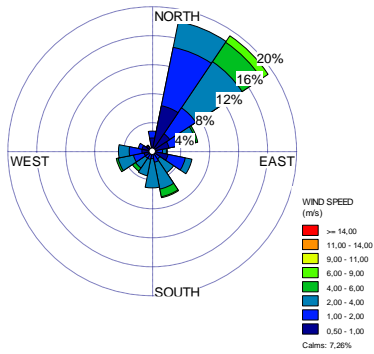 NORTH
20%
16%
12%
8%
4%
WEST
EAST
SOUTH
WIND SPEED
(m/s)
>= 14,00
11,00 - 14,00
9,00 - 11,00
6,00 - 9,00
4,00 - 6,00
2,00 - 4,00
1,00 - 2,00
0,50 - 1,00
Calms: 7,26%